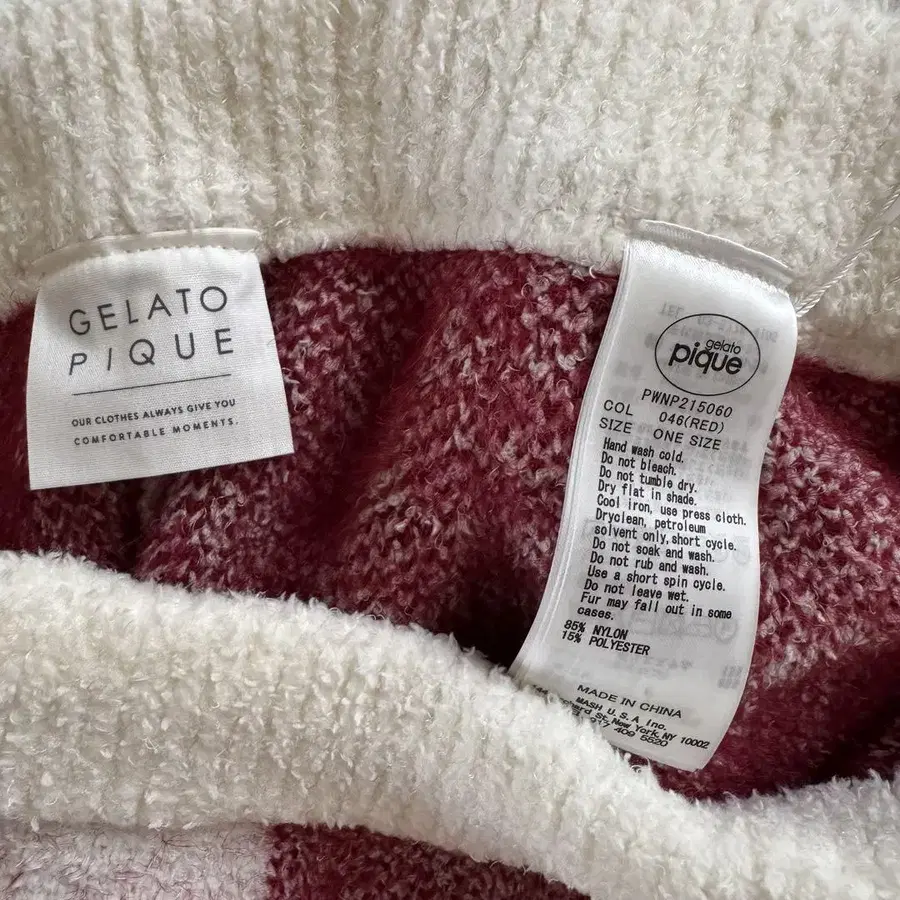 GELATO
PIQUE
OUR CLOTHES ALWAYS GIVE YOU
COMFORTABLE MOMENTS.
gelato
pique
PWNP215060
COL 046(RED)
SIZE ONE SIZE
Hand wash cold.
Do not bleach.
Do not tumble dry.
Dry flat in shade.
Cool iron, use press cloth.
Dryclean, petroleum
solvent only,short cycle.
Do not soak and wash.
Do not rub and wash.
Use a short spin cycle.
Do not leave wet.
Fur may fall out in some
cases.
85% NYLON
15% POLYESTER
MADE IN CHINA
MASH U.S.A Inc.
St, New York, NY 10002
409 5520